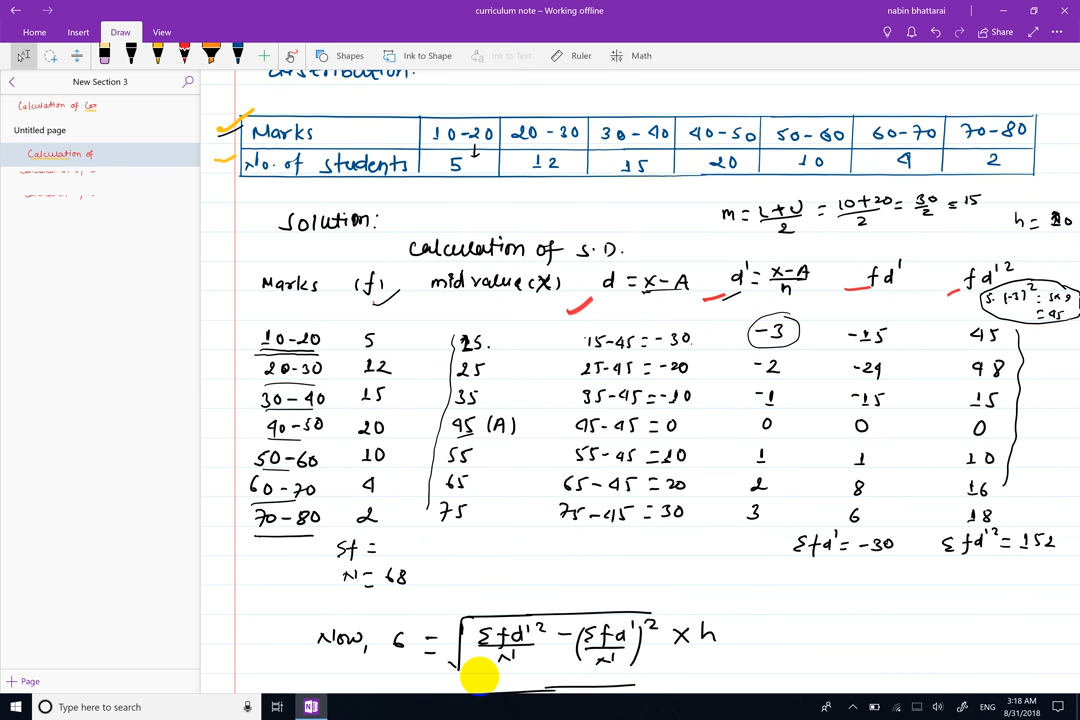 curriculum note – Working offline
nabin bhattarai
Home Insert Draw View Share
Shapes Ink to Shape Ink to Text Ruler Math
New Section 3
Calculation of
Untitled page
Calculation of
distribution.
Marks 10-20 20-30 30-40 40-50 50-60 60-70 70-80
No. of students 5 12 15 20 10 4 2
Solution:
m = L+U/2 = 10+20/2 = 30/2 = 15
h = 10
Calculation of S.D.
Marks (f) mid value (x) d = x-A d' = x-A/h fd' fd'²
5. (-3)² = 5x9
= 45
10-20 5 15. 15-45 = -30 -3 -15 45
20-30 12 25 25-45 = -20 -2 -24 48
30-40 15 35 35-45 = -10 -1 -15 15
40-50 20 45 (A) 45-45 = 0 0 0 0
50-60 10 55 55-45 = 10 1 1 10
60-70 4 65 65-45 = 20 2 8 16
70-80 2 75 75-45 = 30 3 6 18
Σf =
Σfd' = -30 Σfd'² = 152
N = 68
Now, 6 = √Σfd'²/N - (Σfd'/N)² × h
Page
Type here to search
ENG
3:18 AM
8/31/2018